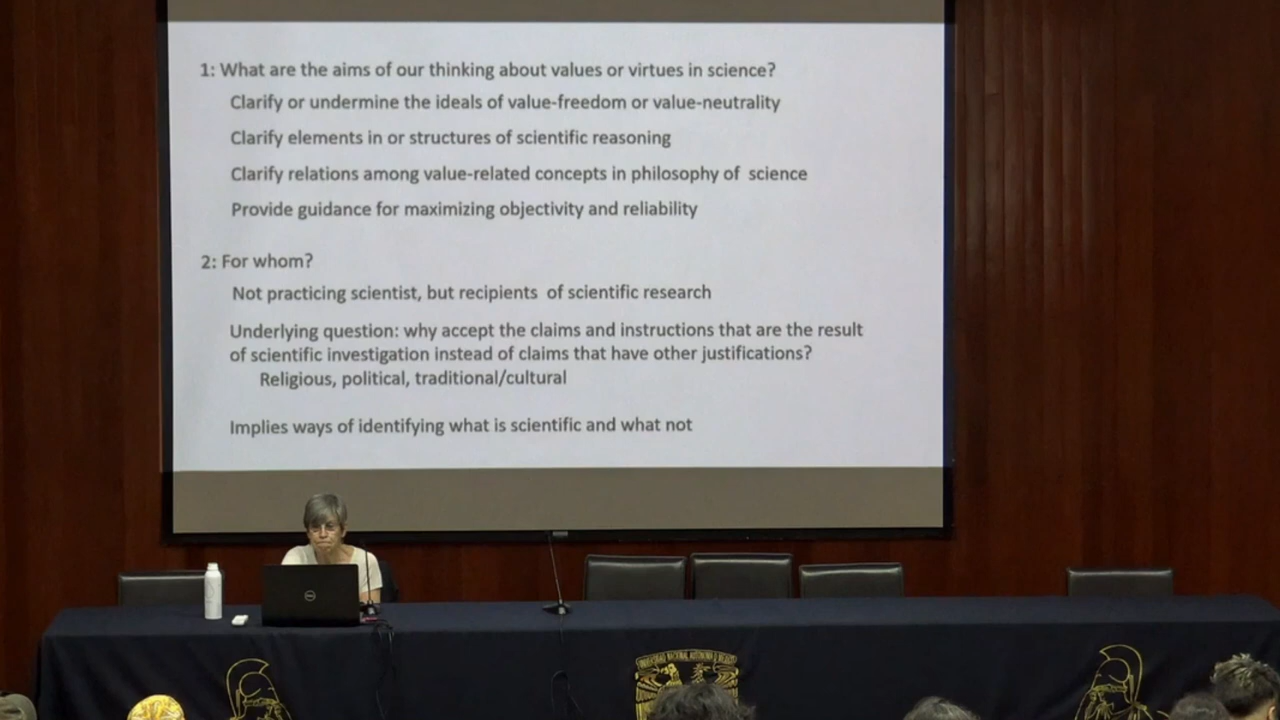 1: What are the aims of our thinking about values or virtues in science?
Clarify or undermine the ideals of value-freedom or value-neutrality
Clarify elements in or structures of scientific reasoning
Clarify relations among value-related concepts in philosophy of science
Provide guidance for maximizing objectivity and reliability
2: For whom?
Not practicing scientist, but recipients of scientific research
Underlying question: why accept the claims and instructions that are the result
of scientific investigation instead of claims that have other justifications?
Religious, political, traditional/cultural
Implies ways of identifying what is scientific and what not
DELL
UNIVERSIDAD NACIONAL AUTONOMA